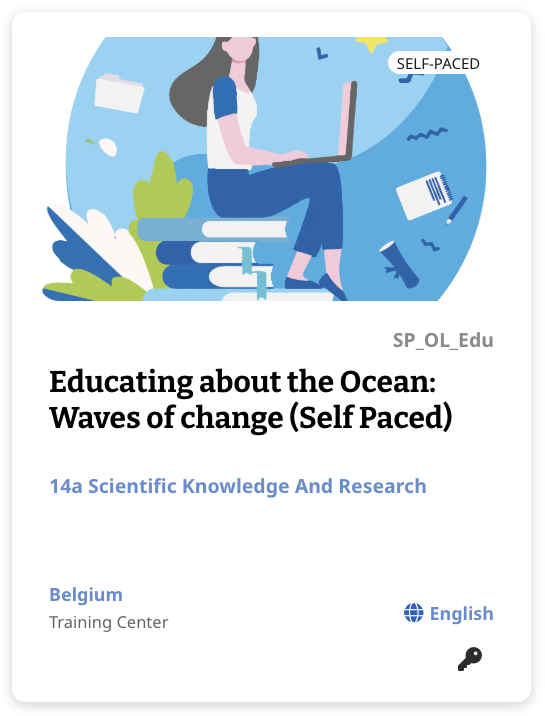 SELF-PACED
SP_OL_Edu
Educating about the Ocean:
Waves of change (Self Paced)
14a Scientific Knowledge And Research
Belgium
Training Center
English